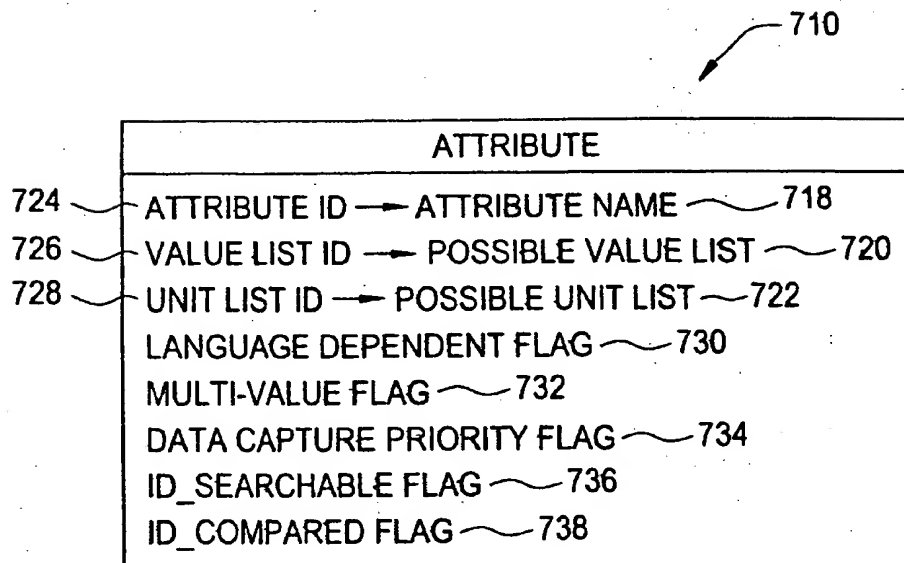 710
ATTRIBUTE
724 ATTRIBUTE ID → ATTRIBUTE NAME 718
726 VALUE LIST ID → POSSIBLE VALUE LIST 720
728 UNIT LIST ID → POSSIBLE UNIT LIST 722
LANGUAGE DEPENDENT FLAG 730
MULTI-VALUE FLAG 732
DATA CAPTURE PRIORITY FLAG 734
ID_SEARCHABLE FLAG 736
ID_COMPARED FLAG 738